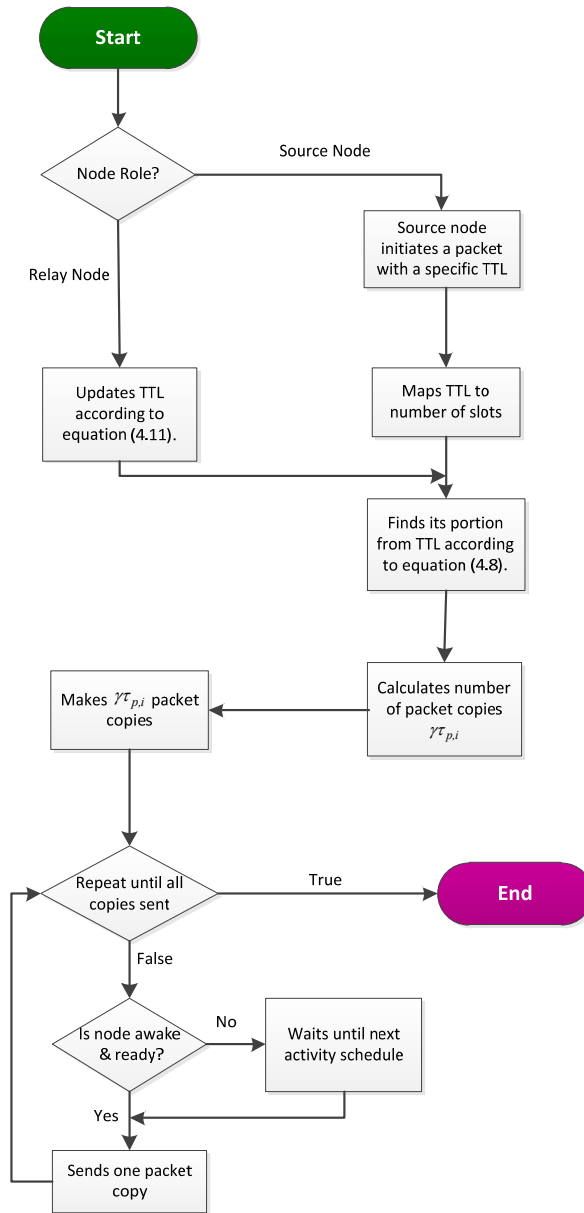 Start
Node Role?
Source Node
Source node
initiates a packet
with a specific TTL
Relay Node
Updates TTL
according to
equation (4.11).
Maps TTL to
number of slots
Finds its portion
from TTL according
to equation (4.8).
Calculates number
of packet copies
γτp,i
Makes γτp,i packet
copies
Repeat until all
copies sent
True
End
False
Is node awake
& ready?
No
Waits until next
activity schedule
Yes
Sends one packet
copy